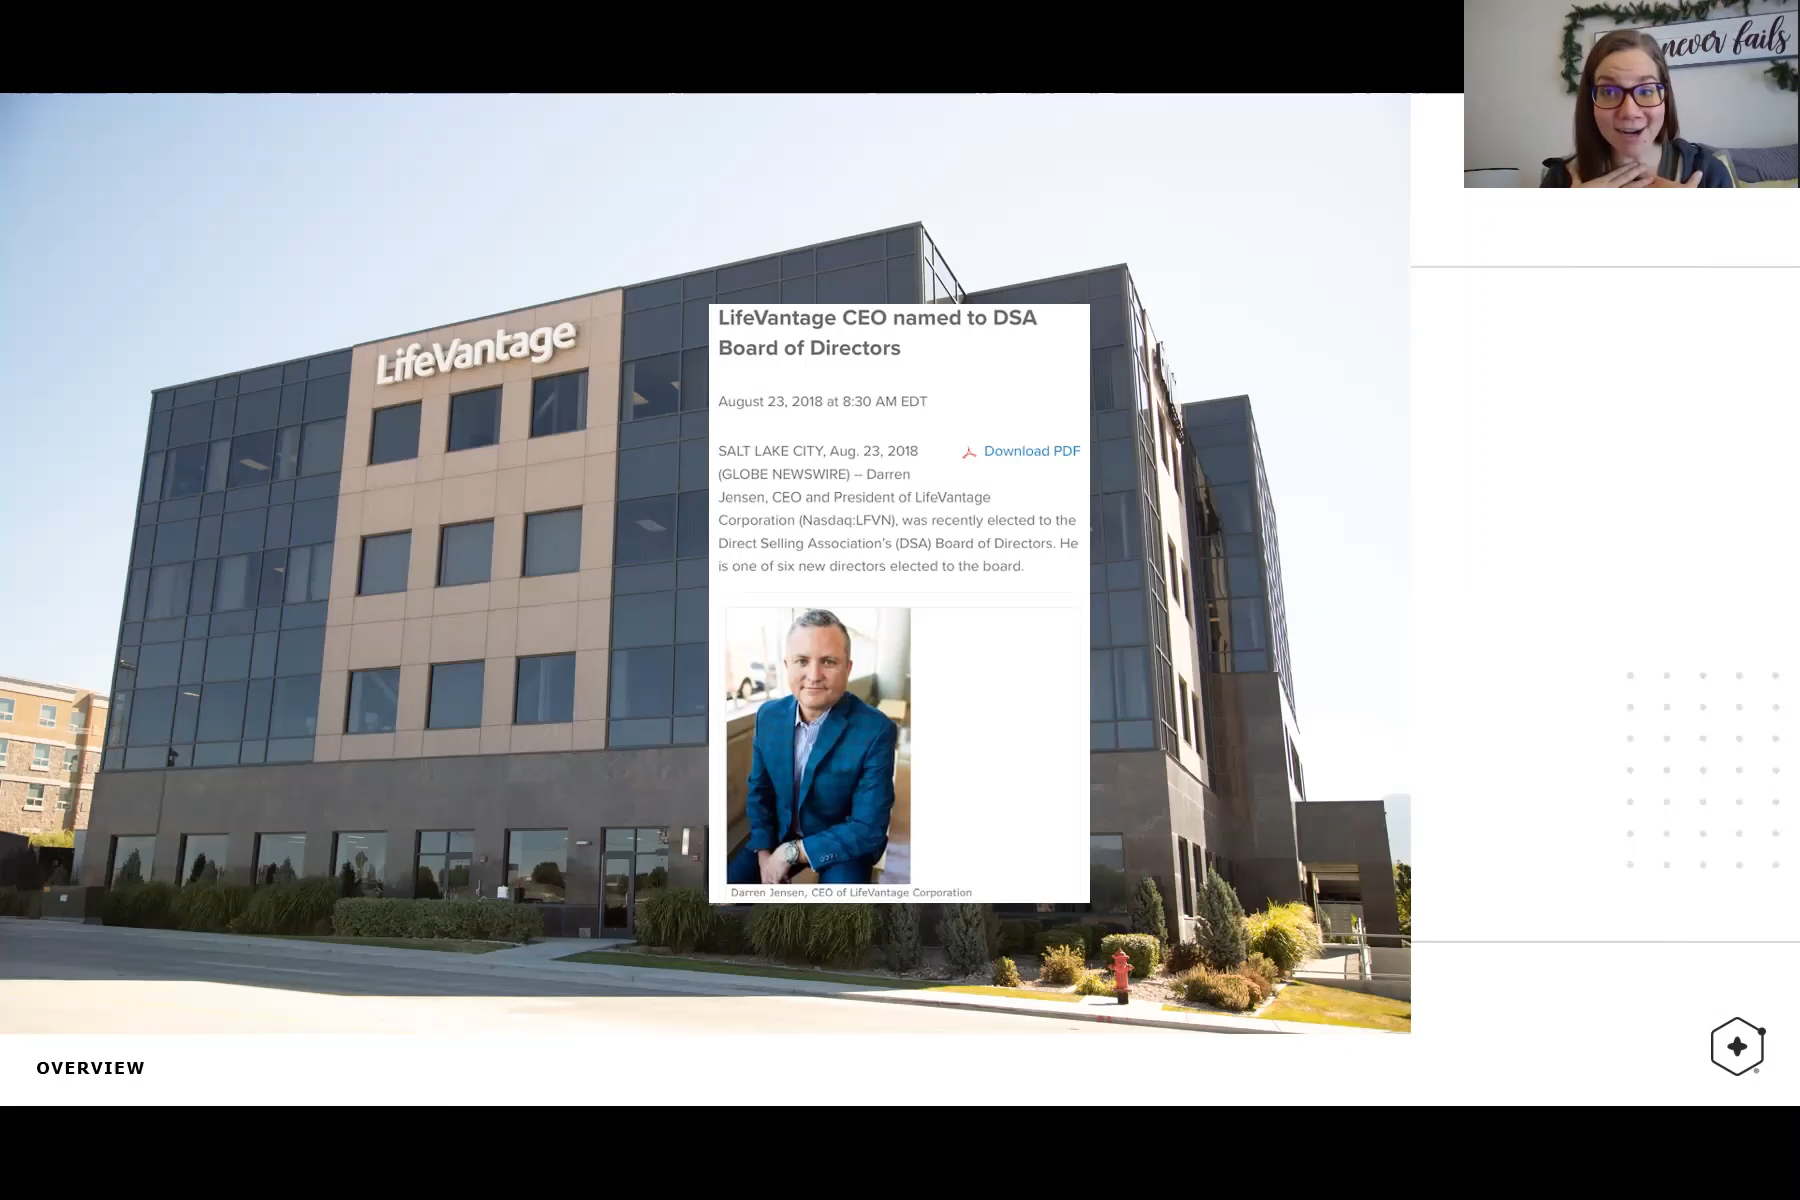 never fails
LifeVantage
LifeVantage CEO named to DSA
Board of Directors
August 23, 2018 at 8:30 AM EDT
SALT LAKE CITY, Aug. 23, 2018
Download PDF
(GLOBE NEWSWIRE) -- Darren
Jensen, CEO and President of LifeVantage
Corporation (Nasdaq:LFVN), was recently elected to the
Direct Selling Association's (DSA) Board of Directors. He
is one of six new directors elected to the board.
Darren Jensen, CEO of LifeVantage Corporation
OVERVIEW
®